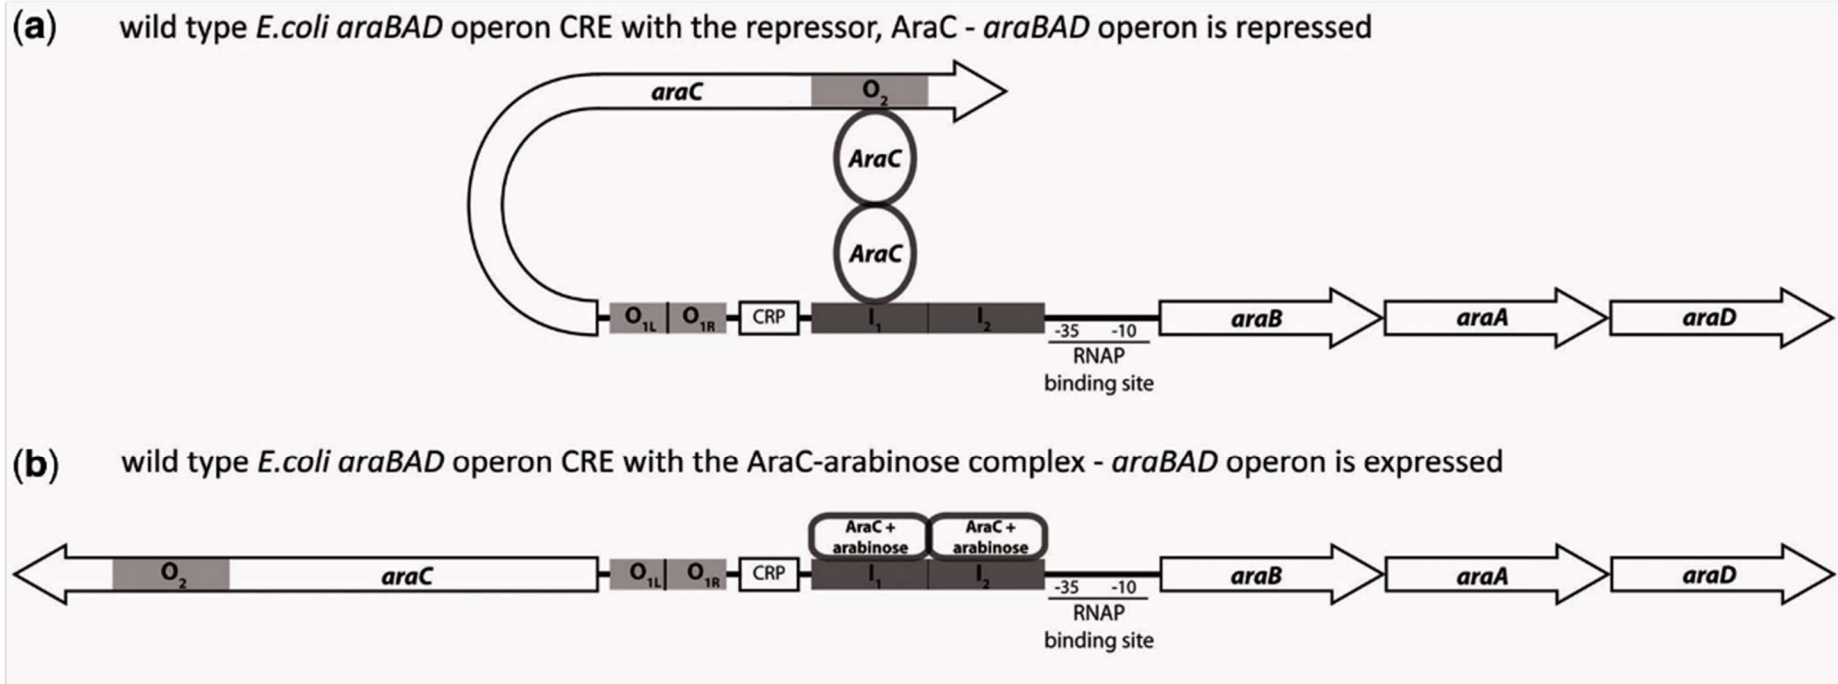 (a) wild type E.coli araBAD operon CRE with the repressor, AraC - araBAD operon is repressed
araC O2
AraC
AraC
O1L O1R CRP I1 I2 araB araA araD
-35 -10
RNAP
binding site
(b) wild type E.coli araBAD operon CRE with the AraC-arabinose complex - araBAD operon is expressed
AraC + AraC +
arabinose arabinose
O2 araC O1L O1R CRP I1 I2 araB araA araD
-35 -10
RNAP
binding site